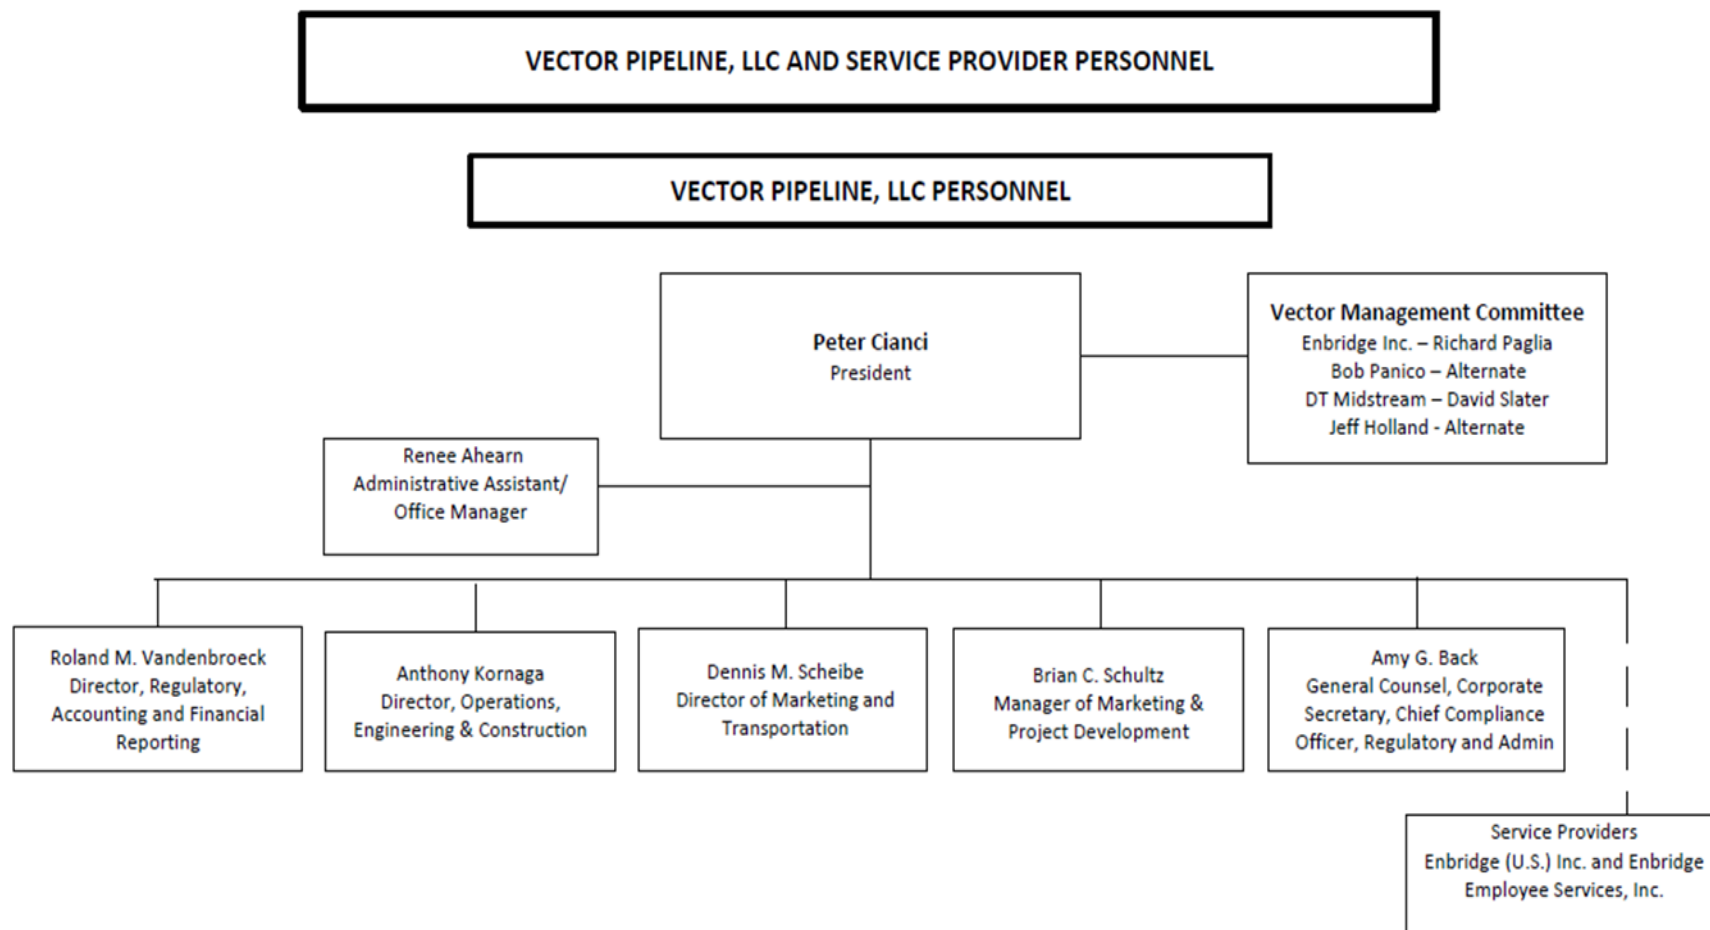 VECTOR PIPELINE, LLC AND SERVICE PROVIDER PERSONNEL
VECTOR PIPELINE, LLC PERSONNEL
Peter Cianci
President
Vector Management Committee
Enbridge Inc. – Richard Paglia
Bob Panico – Alternate
DT Midstream – David Slater
Jeff Holland - Alternate
Renee Ahearn
Administrative Assistant/
Office Manager
Roland M. Vandenbroeck
Director, Regulatory,
Accounting and Financial
Reporting
Anthony Kornaga
Director, Operations,
Engineering & Construction
Dennis M. Scheibe
Director of Marketing and
Transportation
Brian C. Schultz
Manager of Marketing &
Project Development
Amy G. Back
General Counsel, Corporate
Secretary, Chief Compliance
Officer, Regulatory and Admin
Service Providers
Enbridge (U.S.) Inc. and Enbridge
Employee Services, Inc.